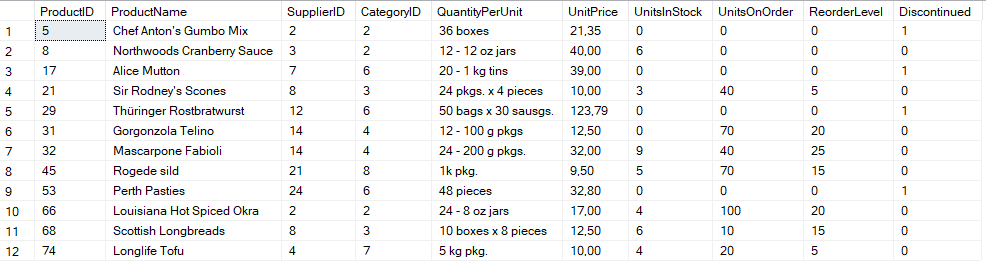 ProductID ProductName SupplierID CategoryID QuantityPerUnit UnitPrice UnitsInStock UnitsOnOrder ReorderLevel Discontinued
1 5 Chef Anton's Gumbo Mix 2 2 36 boxes 21,35 0 0 0 1
2 8 Northwoods Cranberry Sauce 3 2 12 - 12 oz jars 40,00 6 0 0 0
3 17 Alice Mutton 7 6 20 - 1 kg tins 39,00 0 0 0 1
4 21 Sir Rodney's Scones 8 3 24 pkgs. x 4 pieces 10,00 3 40 5 0
5 29 Thüringer Rostbratwurst 12 6 50 bags x 30 sausgs. 123,79 0 0 0 1
6 31 Gorgonzola Telino 14 4 12 - 100 g pkgs 12,50 0 70 20 0
7 32 Mascarpone Fabioli 14 4 24 - 200 g pkgs. 32,00 9 40 25 0
8 45 Rogede sild 21 8 1k pkg. 9,50 5 70 15 0
9 53 Perth Pasties 24 6 48 pieces 32,80 0 0 0 1
10 66 Louisiana Hot Spiced Okra 2 2 24 - 8 oz jars 17,00 4 100 20 0
11 68 Scottish Longbreads 8 3 10 boxes x 8 pieces 12,50 6 10 15 0
12 74 Longlife Tofu 4 7 5 kg pkg. 10,00 4 20 5 0